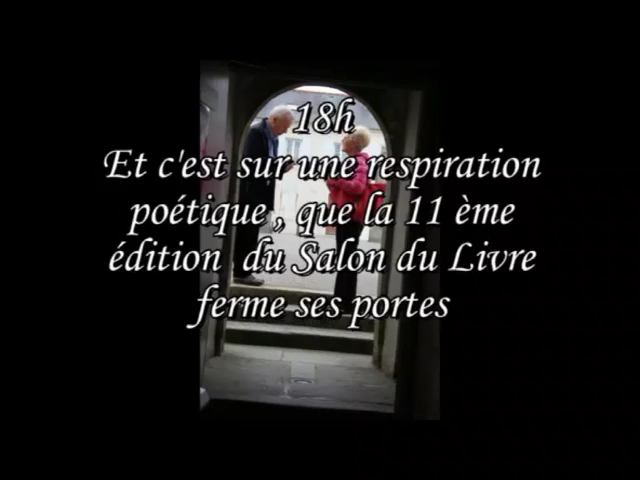 18h
Et c'est sur une respiration
poétique , que la 11 ème
édition du Salon du Livre
ferme ses portes